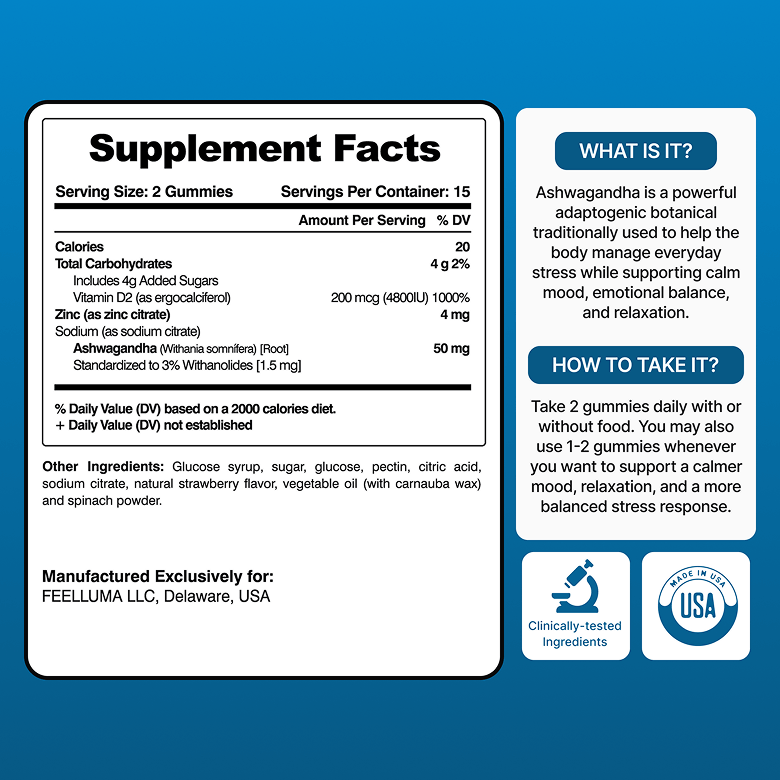 Supplement Facts
Serving Size: 2 Gummies Servings Per Container: 15
Amount Per Serving % DV
Calories 20
Total Carbohydrates 4 g 2%
Includes 4g Added Sugars
Vitamin D2 (as ergocalciferol) 200 mcg (4800IU) 1000%
Zinc (as zinc citrate) 4 mg
Sodium (as sodium citrate)
Ashwagandha (Withania somnífera) [Root] 50 mg
Standardized to 3% Withanolides [1.5 mg]
% Daily Value (DV) based on a 2000 calories diet.
+ Daily Value (DV) not established
Other Ingredients: Glucose syrup, sugar, glucose, pectin, citric acid,
sodium citrate, natural strawberry flavor, vegetable oil (with carnauba wax)
and spinach powder.
Manufactured Exclusively for:
FEELLUMA LLC, Delaware, USA
WHAT IS IT?
Ashwagandha is a powerful
adaptogenic botanical
traditionally used to help the
body manage everyday
stress while supporting calm
mood, emotional balance,
and relaxation.
HOW TO TAKE IT?
Take 2 gummies daily with or
without food. You may also
use 1-2 gummies whenever
you want to support a calmer
mood, relaxation, and a more
balanced stress response.
Clinically-tested
Ingredients
MADE IN USA
USA